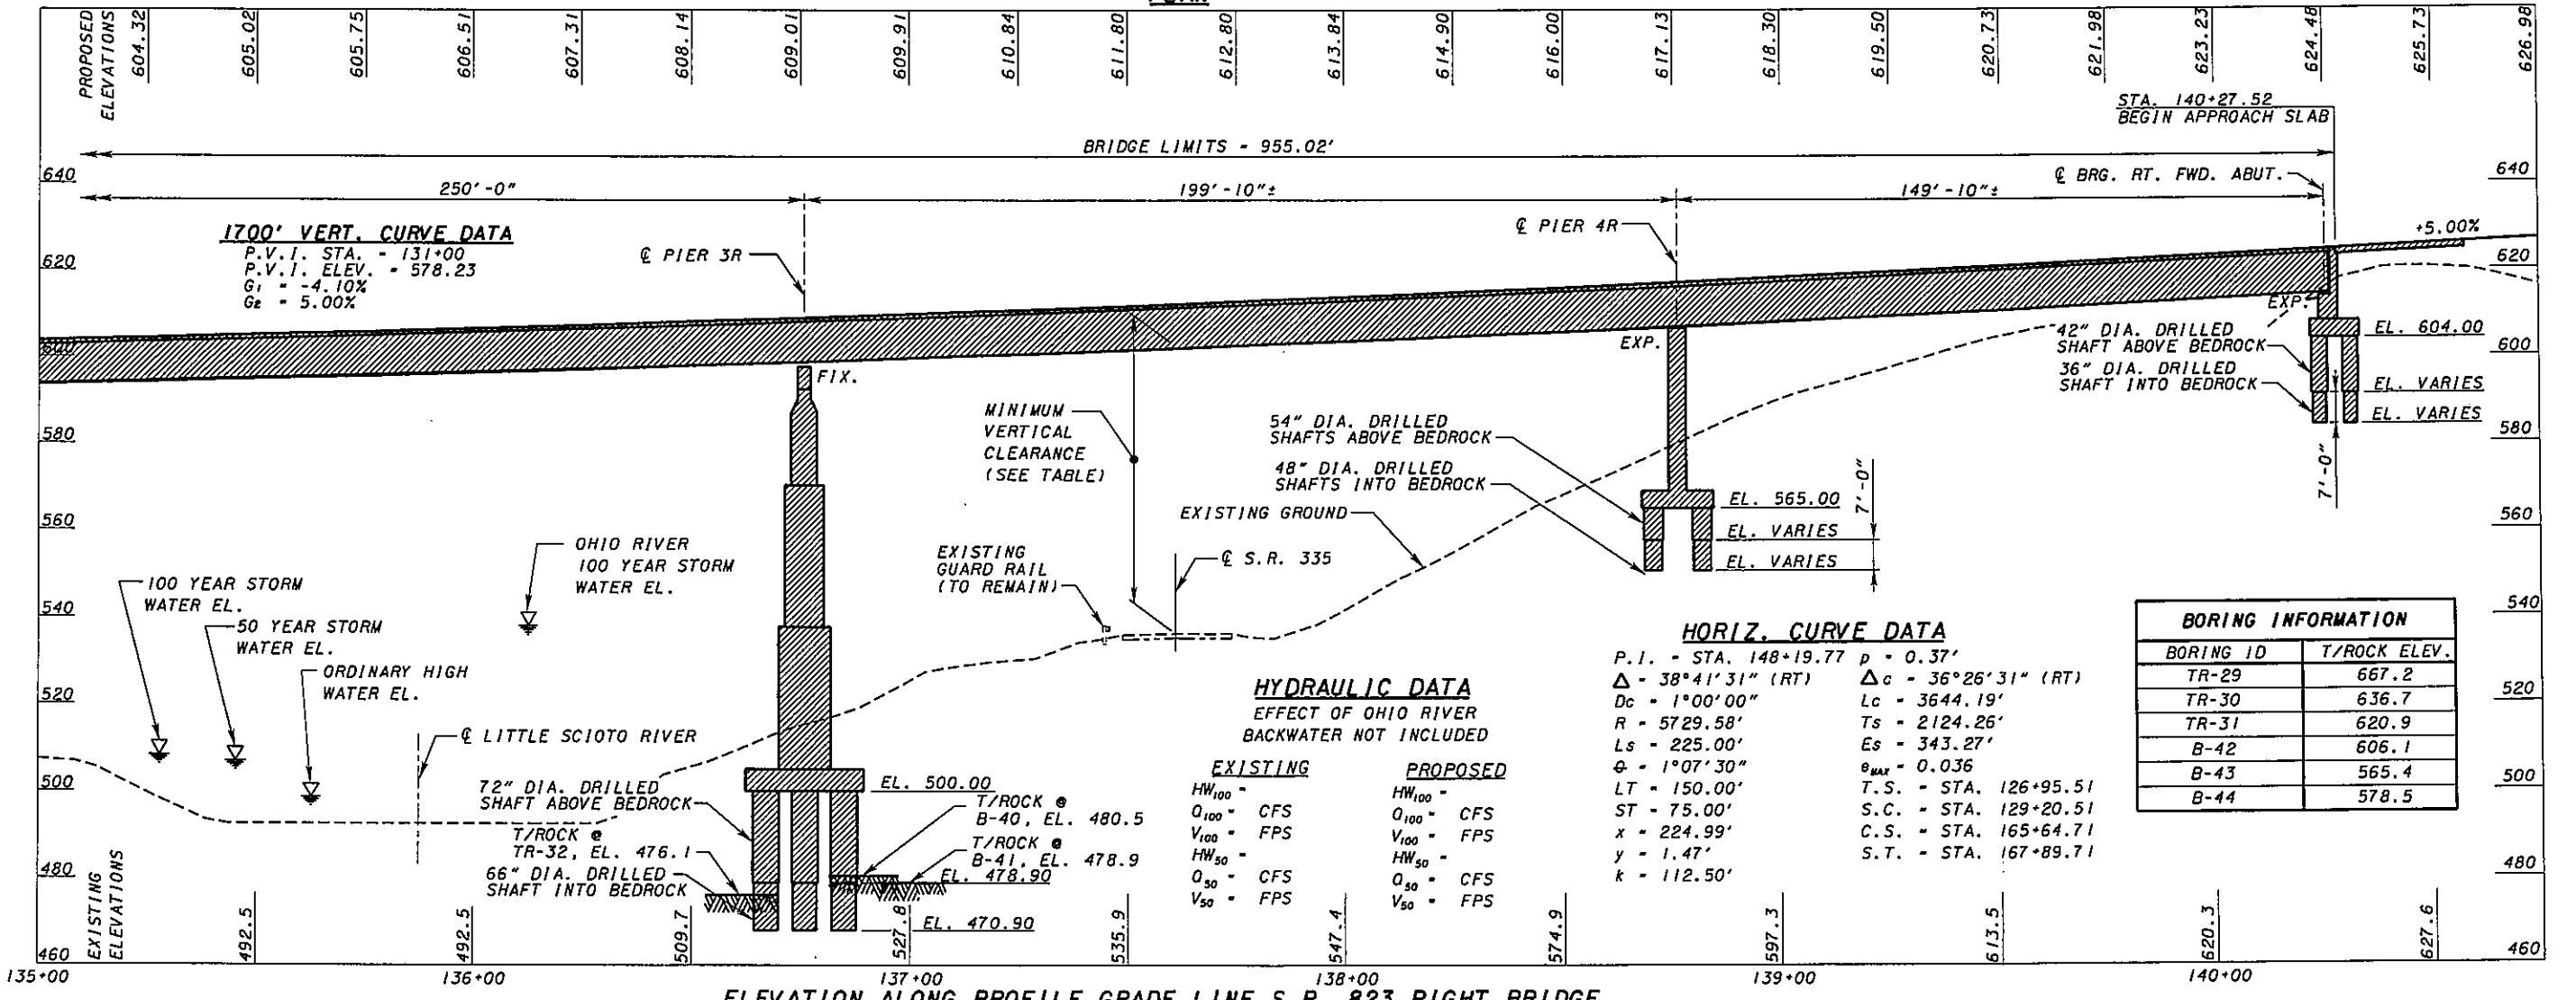 PROPOSED ELEVATIONS
604.32
605.02
605.75
606.51
607.31
608.14
609.01
609.91
610.84
611.80
612.80
613.84
614.90
616.00
617.13
618.30
619.50
620.73
621.98
623.23
624.48
625.73
626.98
STA. 140+27.52
BEGIN APPROACH SLAB
BRIDGE LIMITS = 955.02'
250'-0"
199'-10"±
149'-10"±
℄ BRG. RT. FWD. ABUT.
+5.00%
640
620
600
580
560
540
520
500
480
460
640
620
600
580
560
540
520
500
480
460
1700' VERT. CURVE DATA
P.V.I. STA. = 131+00
P.V.I. ELEV. = 578.23
G1 = -4.10%
G2 = 5.00%
℄ PIER 3R
℄ PIER 4R
FIX.
EXP.
EXP.
MINIMUM
VERTICAL
CLEARANCE
(SEE TABLE)
42" DIA. DRILLED
SHAFT ABOVE BEDROCK
36" DIA. DRILLED
SHAFT INTO BEDROCK
EL. 604.00
EL. VARIES
EL. VARIES
7'-0"
54" DIA. DRILLED
SHAFTS ABOVE BEDROCK
48" DIA. DRILLED
SHAFTS INTO BEDROCK
EL. 565.00
EL. VARIES
EL. VARIES
7'-0"
EXISTING GROUND
EXISTING
GUARD RAIL
(TO REMAIN)
℄ S.R. 335
OHIO RIVER
100 YEAR STORM
WATER EL.
100 YEAR STORM
WATER EL.
50 YEAR STORM
WATER EL.
ORDINARY HIGH
WATER EL.
℄ LITTLE SCIOTO RIVER
72" DIA. DRILLED
SHAFT ABOVE BEDROCK
T/ROCK @
TR-32, EL. 476.1
66" DIA. DRILLED
SHAFT INTO BEDROCK
EL. 500.00
T/ROCK @
B-40, EL. 480.5
T/ROCK @
B-41, EL. 478.9
EL. 478.90
EL. 470.90
HYDRAULIC DATA
EFFECT OF OHIO RIVER
BACKWATER NOT INCLUDED
EXISTING
HW100 =
Q100 = CFS
V100 = FPS
HW50 =
Q50 = CFS
V50 = FPS
PROPOSED
HW100 =
Q100 = CFS
V100 = FPS
HW50 =
Q50 = CFS
V50 = FPS
HORIZ. CURVE DATA
P.I. = STA. 148+19.77
Δ = 38°41'31" (RT)
Dc = 1°00'00"
R = 5729.58'
Ls = 225.00'
θ = 1°07'30"
LT = 150.00'
ST = 75.00'
x = 224.99'
y = 1.47'
k = 112.50'
p = 0.37'
Δc = 36°26'31" (RT)
Lc = 3644.19'
Ts = 2124.26'
Es = 343.27'
eMAX = 0.036
T.S. = STA. 126+95.51
S.C. = STA. 129+20.51
C.S. = STA. 165+64.71
S.T. = STA. 167+89.71
BORING INFORMATION
BORING ID T/ROCK ELEV.
TR-29 667.2
TR-30 636.7
TR-31 620.9
B-42 606.1
B-43 565.4
B-44 578.5
EXISTING ELEVATIONS
492.5
492.5
509.7
527.8
535.9
547.4
574.9
597.3
613.5
620.3
627.6
135+00
136+00
137+00
138+00
139+00
140+00
ELEVATION ALONG PROFILE GRADE LINE S.R. 823 RIGHT BRIDGE